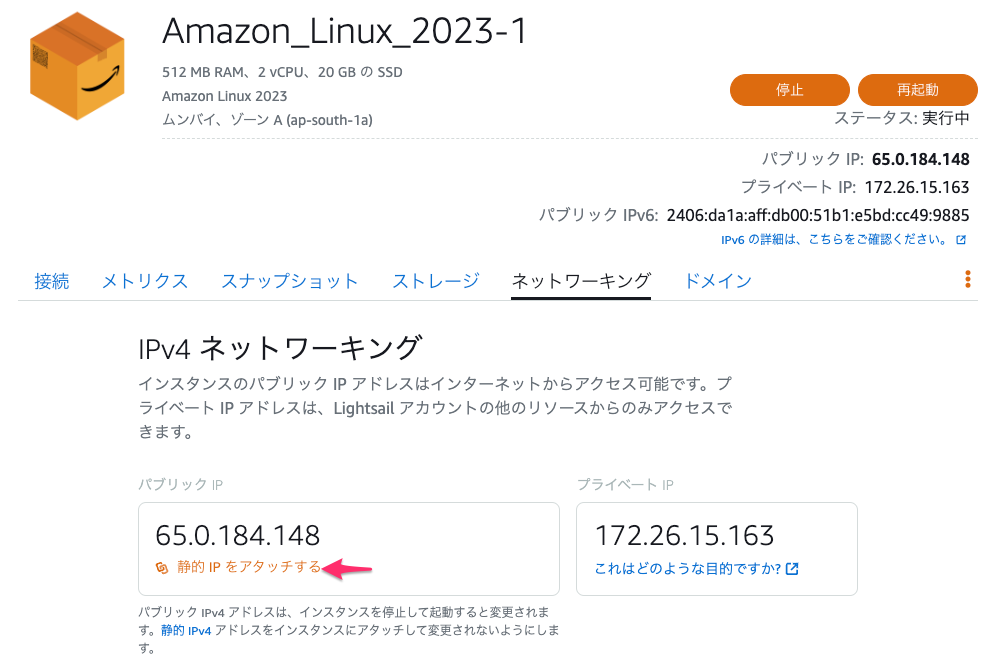 Amazon_Linux_2023-1
512 MB RAM、2 vCPU、20 GB の SSD
Amazon Linux 2023
ムンバイ、ゾーン A (ap-south-1a)
停止
再起動
ステータス: 実行中
パブリック IP: 65.0.184.148
プライベート IP: 172.26.15.163
パブリック IPv6: 2406:da1a:aff:db00:51b1:e5bd:cc49:9885
IPv6 の詳細は、こちらをご確認ください。
接続 メトリクス スナップショット ストレージ ネットワーキング ドメイン
IPv4 ネットワーキング
インスタンスのパブリック IP アドレスはインターネットからアクセス可能です。プ
ライベート IP アドレスは、Lightsail アカウントの他のリソースからのみアクセスで
きます。
パブリック IP
65.0.184.148
静的 IP をアタッチする
パブリック IPv4 アドレスは、インスタンスを停止して起動すると変更されま
す。静的 IPv4 アドレスをインスタンスにアタッチして変更されないようにしま
す。
プライベート IP
172.26.15.163
これはどのような目的ですか?